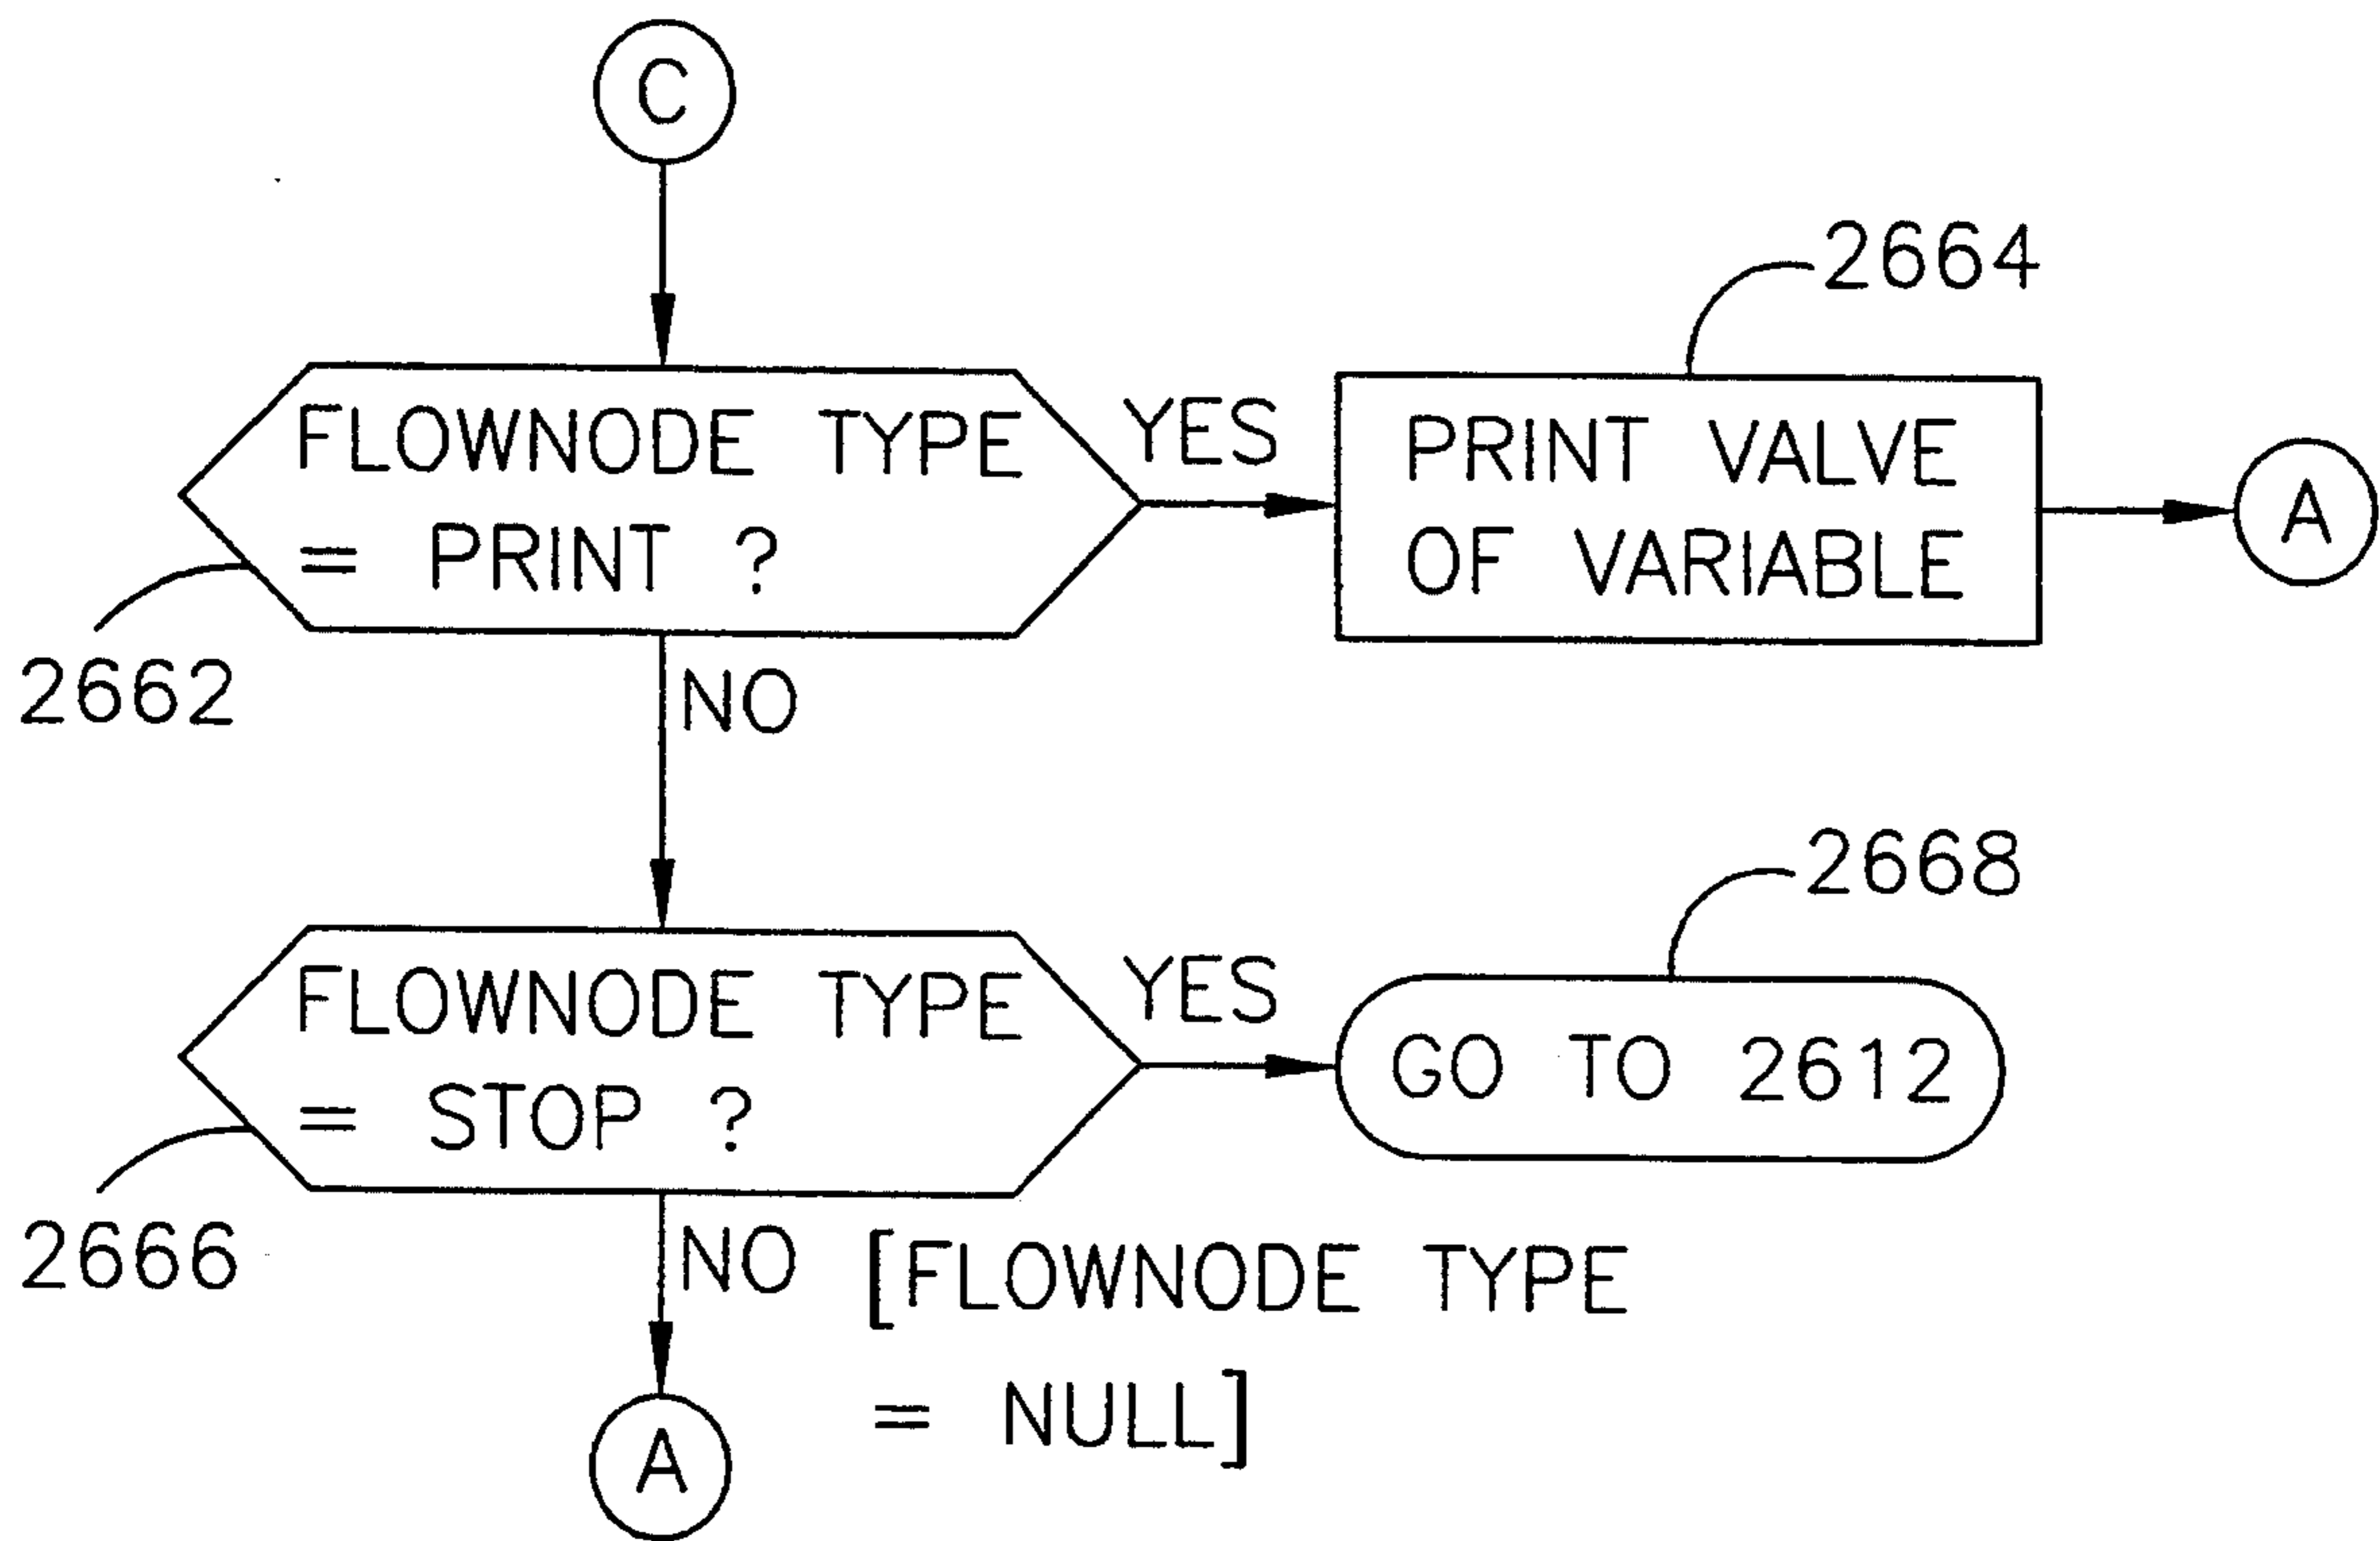 C
2664
FLOWNODE TYPE
= PRINT ?
YES
PRINT VALVE
OF VARIABLE
A
2662
NO
2668
FLOWNODE TYPE
= STOP ?
YES
GO TO 2612
2666
NO
[FLOWNODE TYPE
= NULL]
A